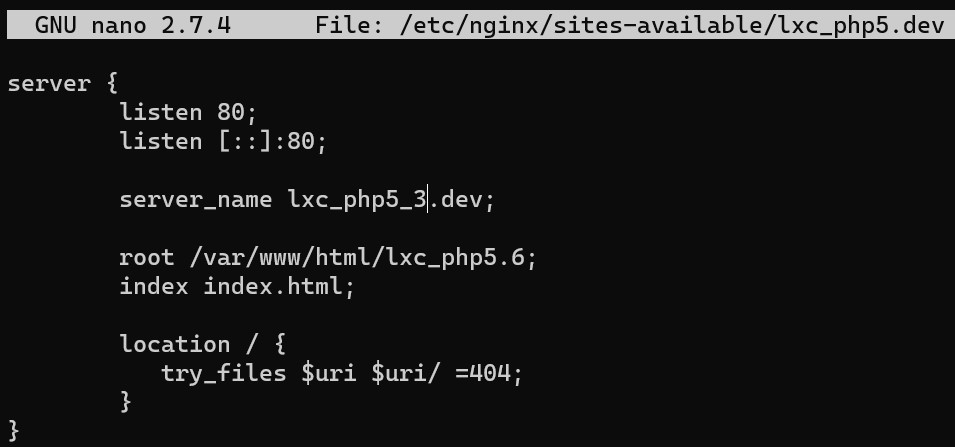 GNU nano 2.7.4 File: /etc/nginx/sites-available/lxc_php5.dev
server {
listen 80;
listen [::]:80;
server_name lxc_php5_3.dev;
root /var/www/html/lxc_php5.6;
index index.html;
location / {
try_files $uri $uri/ =404;
}
}